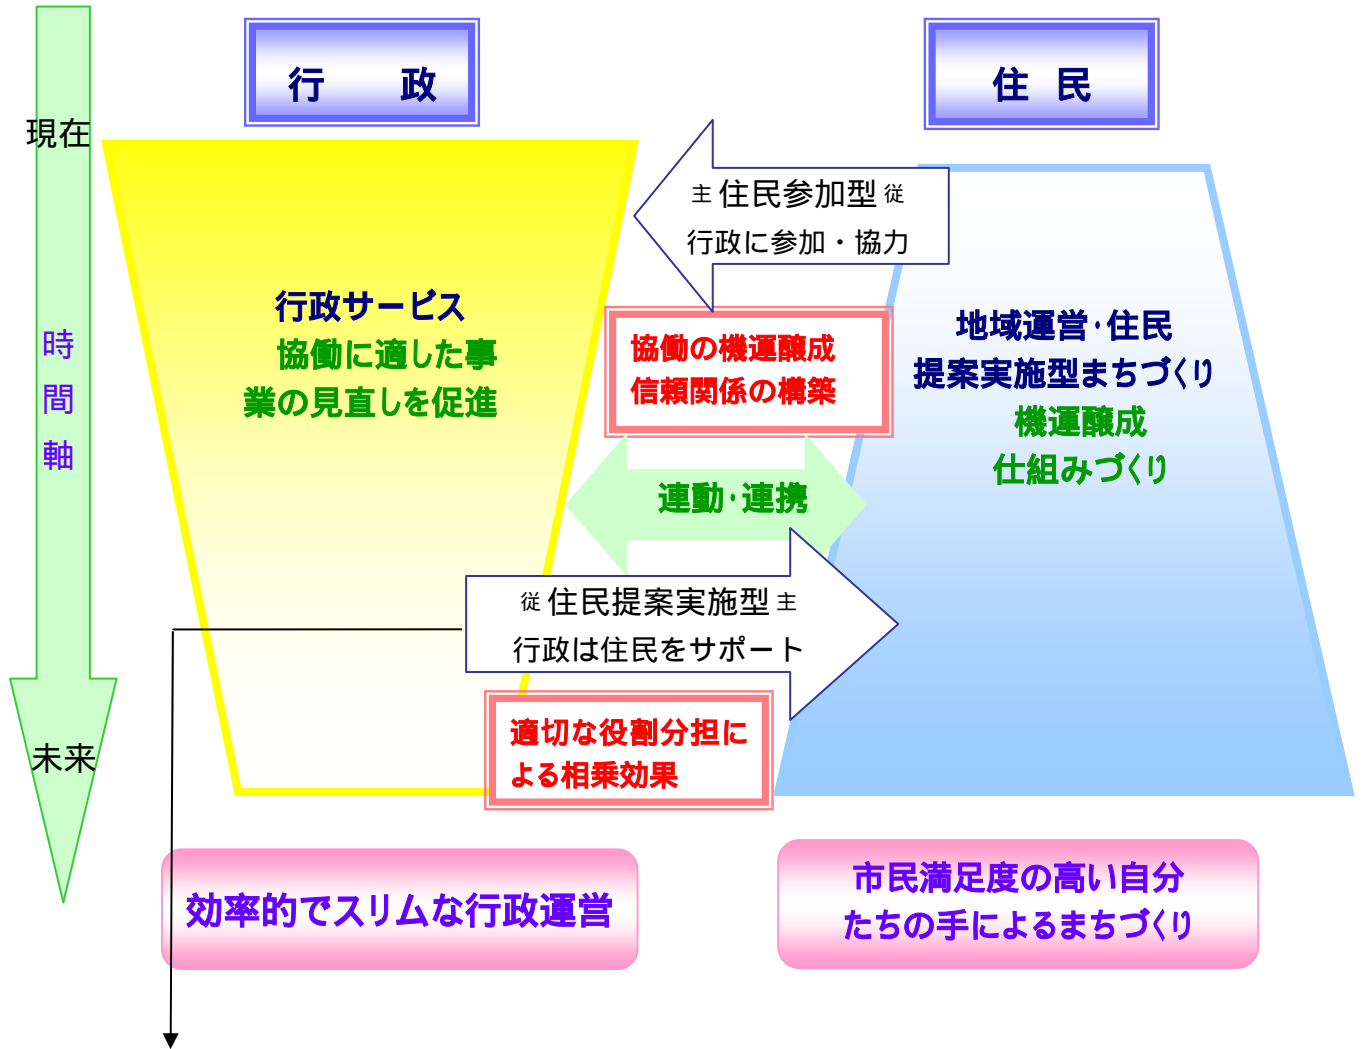 行　　政
住 民
現在
時
間
軸
未来
主 住民参加型 従
行政に参加・協力
行政サービス
協働に適した事
業の見直しを促進
協働の機運醸成
信頼関係の構築
地域運営・住民
提案実施型まちづくり
機運醸成
仕組みづくり
連動・連携
従 住民提案実施型 主
行政は住民をサポート
適切な役割分担に
よる相乗効果
効率的でスリムな行政運営
市民満足度の高い自分
たちの手によるまちづくり